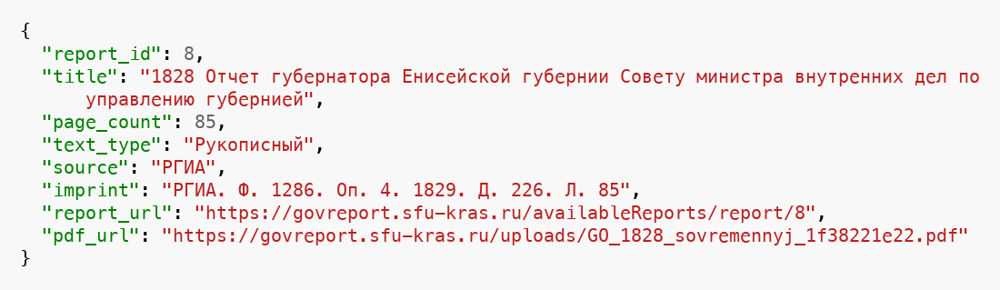 {
"report_id": 8,
"title": "1828 Отчет губернатора Енисейской губернии Совету министра внутренних дел по
управлению губернией",
"page_count": 85,
"text_type": "Рукописный",
"source": "РГИА",
"imprint": "РГИА. Ф. 1286. Оп. 4. 1829. Д. 226. Л. 85",
"report_url": "https://govreport.sfu-kras.ru/availableReports/report/8",
"pdf_url": "https://govreport.sfu-kras.ru/uploads/GO_1828_sovremennyj_1f38221e22.pdf"
}